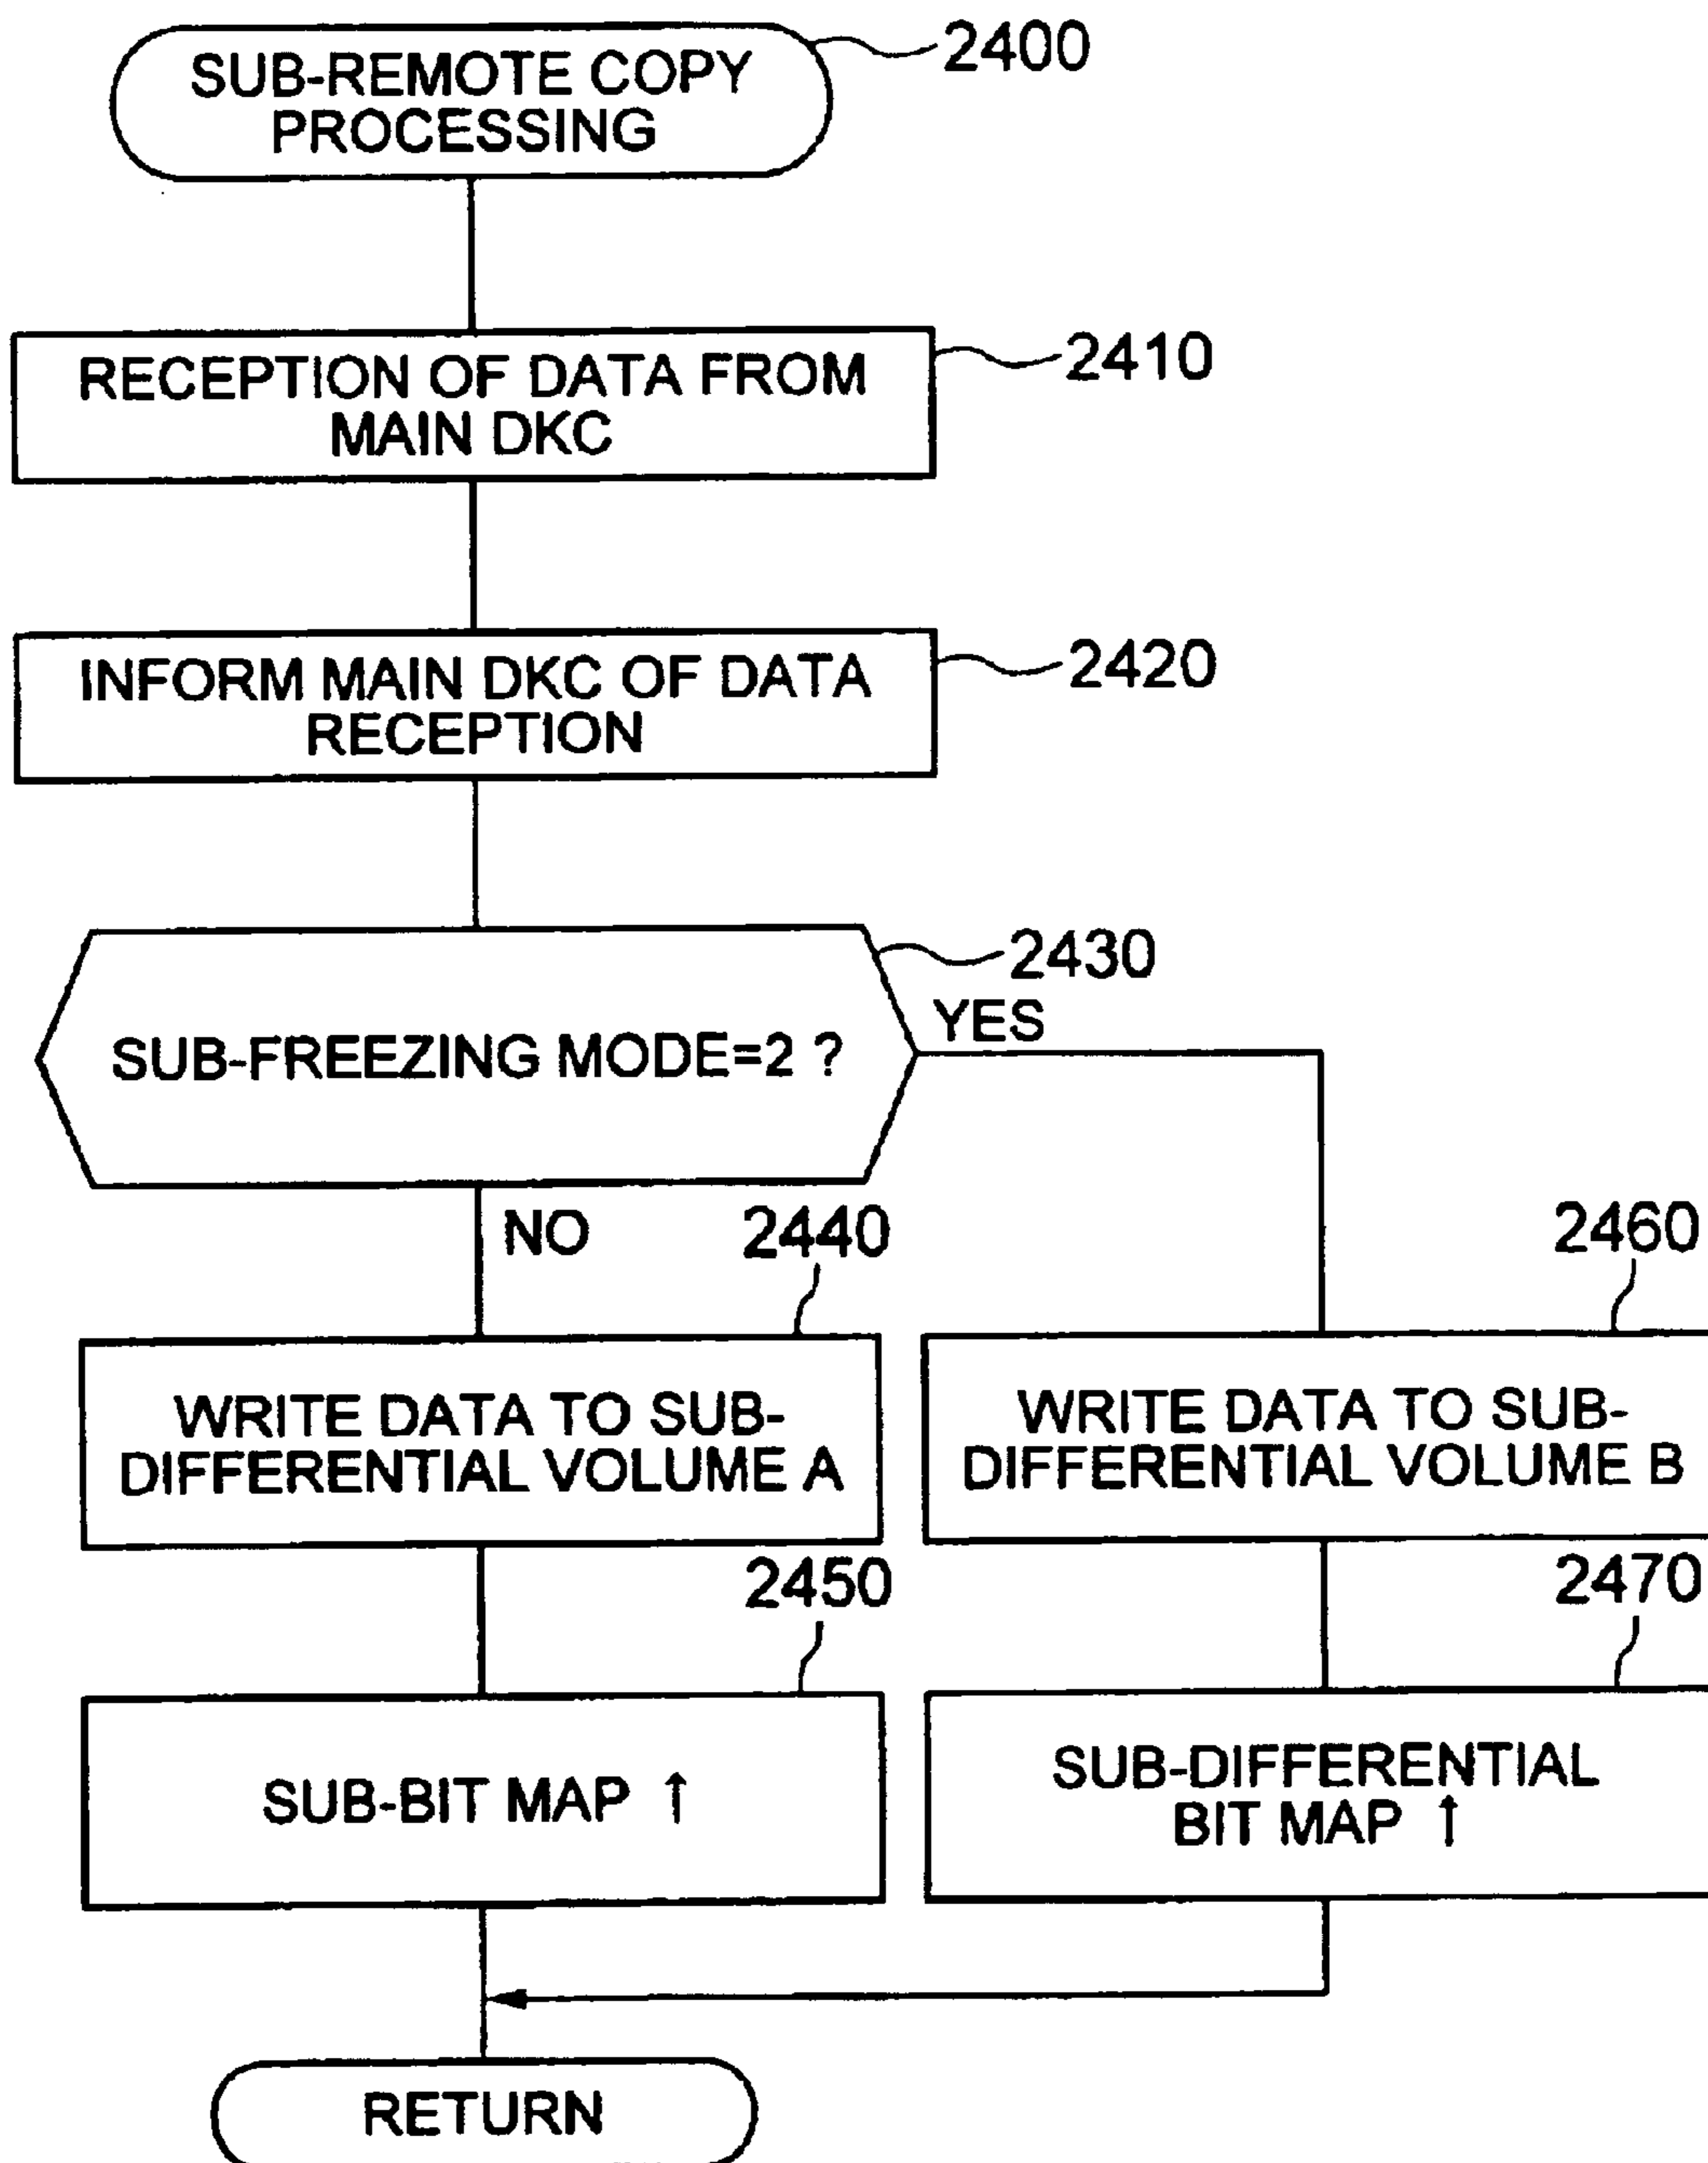 SUB-REMOTE COPY
PROCESSING
2400
RECEPTION OF DATA FROM
MAIN DKC
2410
INFORM MAIN DKC OF DATA
RECEPTION
2420
SUB-FREEZING MODE=2 ?
2430
YES
NO
2440
WRITE DATA TO SUB-
DIFFERENTIAL VOLUME A
2450
SUB-BIT MAP ↑
2460
WRITE DATA TO SUB-
DIFFERENTIAL VOLUME B
2470
SUB-DIFFERENTIAL
BIT MAP ↑
RETURN